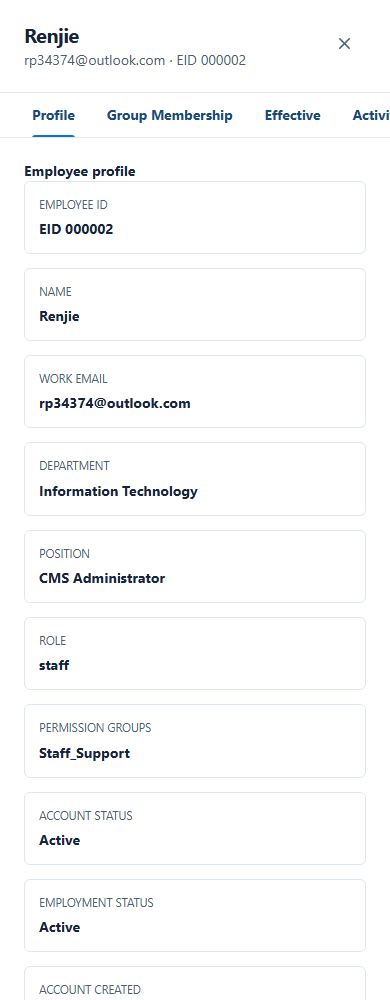 Renjie
rp34374@outlook.com · EID 000002
Profile Group Membership Effective Activi
Employee profile
EMPLOYEE ID
EID 000002
NAME
Renjie
WORK EMAIL
rp34374@outlook.com
DEPARTMENT
Information Technology
POSITION
CMS Administrator
ROLE
staff
PERMISSION GROUPS
Staff_Support
ACCOUNT STATUS
Active
EMPLOYMENT STATUS
Active
ACCOUNT CREATED